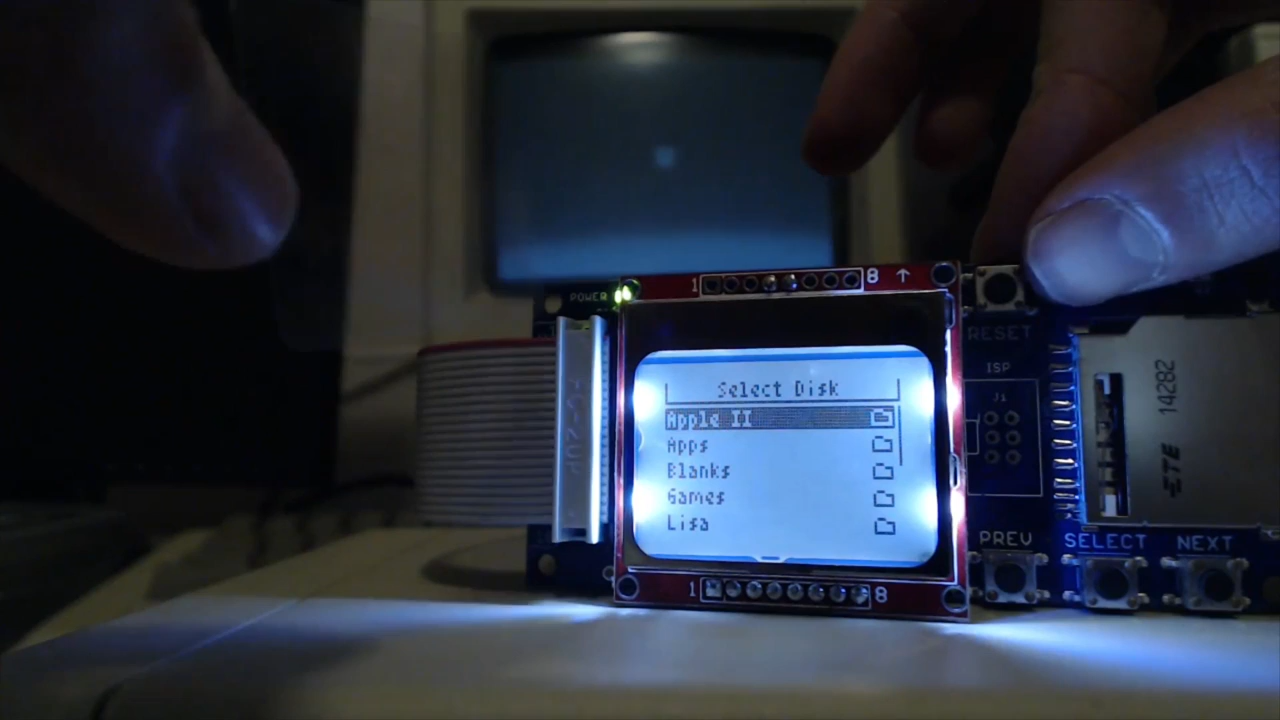 POWER
1 8 ↑
RESET
ISP
J1
14282
ETE
Select Disk
Apple II
Apps
Blanks
Games
Lisa
PREV
SELECT
NEXT
1 8